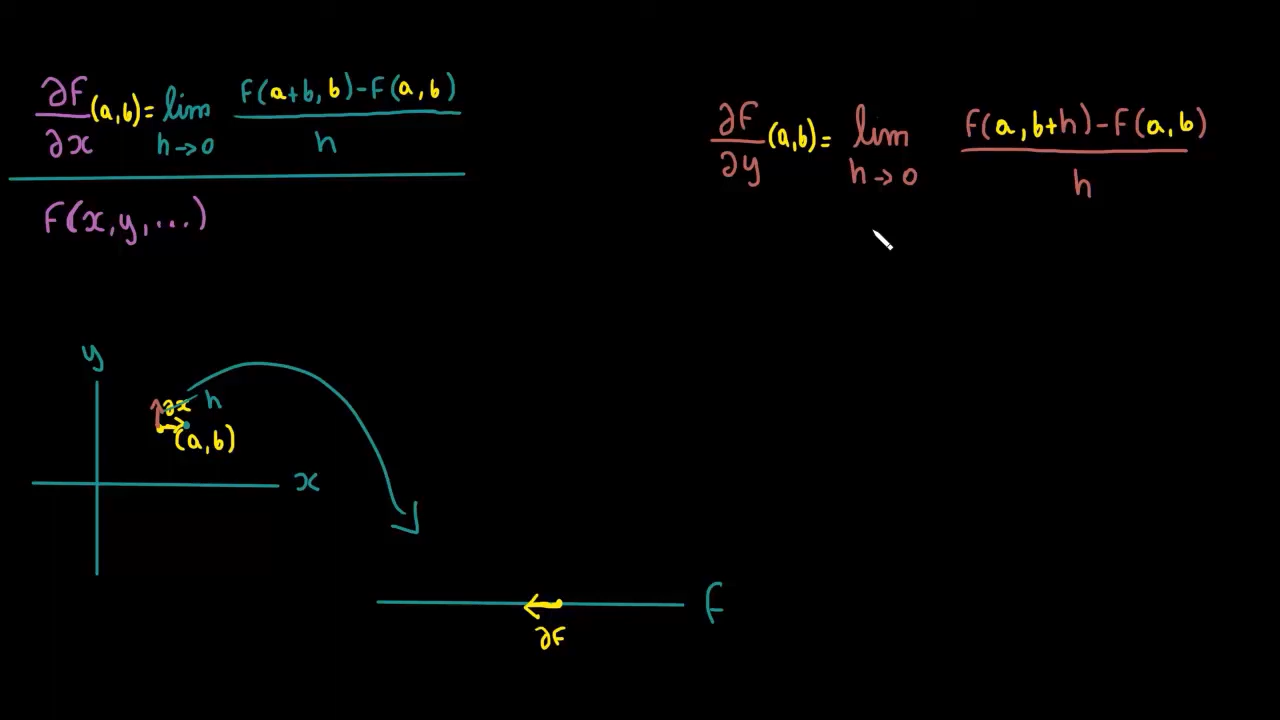 ∂F/∂x (a,b) = lim h→0 F(a+b, b) - F(a, b) / h
F(x, y, ...)
∂F/∂y (a,b) = lim h→0 F(a, b+h) - F(a, b) / h
y
∂x h
(a, b)
x
F
∂F